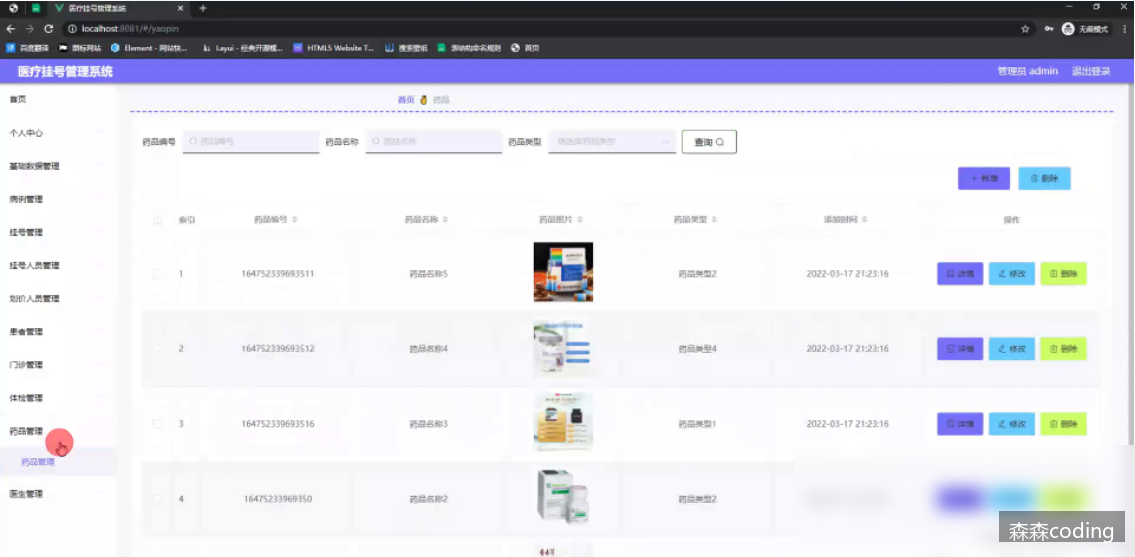 医疗挂号管理系统
localhost:8081/#/yaopin
无痕模式
百度翻译 图标网站 Element - 网站快... Layui - 经典开源模... HTML5 Website T... 搜索壁纸 首页
医疗挂号管理系统 管理员 admin 退出登录
首页
首页 药品
个人中心
药品编号 药品编号 药品名称 药品名称 药品类型 请选择药品类型 查询
基础数据管理
新增 删除
病例管理
索引 药品编号 药品名称 药品图片 药品类型 添加时间 操作
挂号管理
挂号人员管理
1 164752339693511 药品名称5 药品类型2 2022-03-17 21:23:16 详情 修改 删除
划价人员管理
患者管理
2 164752339693512 药品名称4 药品类型4 2022-03-17 21:23:16 详情 修改 删除
门诊管理
体检管理
3 164752339693516 药品名称3 药品类型1 2022-03-17 21:23:16 详情 修改 删除
药品管理
药品管理
医生管理
4 16475233969350 药品名称2 药品类型2
森森coding